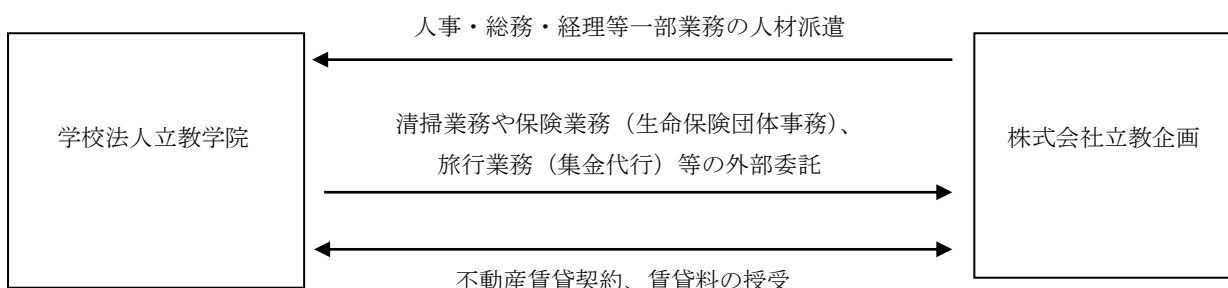 人事・総務・経理等一部業務の人材派遣
学校法人立教学院
清掃業務や保険業務（生命保険団体事務）、
旅行業務（集金代行）等の外部委託
株式会社立教企画
不動産賃貸契約、賃貸料の授受